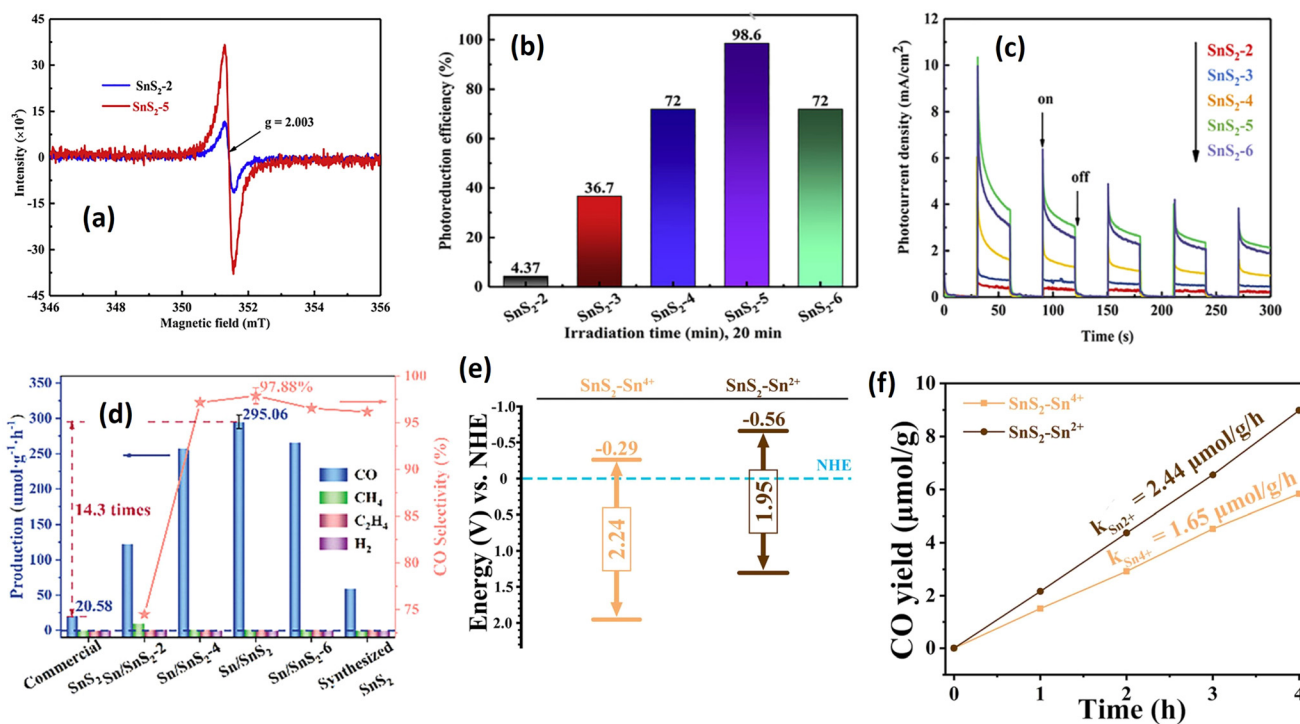 (a)
SnS₂-2
SnS₂-5
g = 2.003
Intensity (×10³)
45
30
15
0
-15
-30
-45
346
348
350
352
354
356
Magnetic field (mT)
(b)
Photoreduction efficiency (%)
100
80
60
40
20
0
4.37
36.7
72
98.6
72
SnS₂-2
SnS₂-3
SnS₂-4
SnS₂-5
SnS₂-6
Irradiation time (min), 20 min
(c)
Photocurrent density (mA/cm²)
12
10
8
6
4
2
0
on
off
SnS₂-2
SnS₂-3
SnS₂-4
SnS₂-5
SnS₂-6
0
50
100
150
200
250
300
Time (s)
(d)
Production (umol·g⁻¹·h⁻¹)
350
300
250
200
150
100
50
0
97.88%
295.06
14.3 times
20.58
CO
CH₄
C₂H₄
H₂
100
95
90
85
80
75
CO Selectivity (%)
Commercial
SnS₂
Sn/SnS₂-2
Sn/SnS₂-4
Sn/SnS₂
Sn/SnS₂-6
Synthesized
SnS₂
(e)
SnS₂-Sn⁴⁺
SnS₂-Sn²⁺
Energy (V) vs. NHE
-1.0
-0.5
0
0.5
1.0
1.5
2.0
-0.29
-0.56
NHE
2.24
1.95
(f)
CO yield (μmol/g)
10
8
6
4
2
0
SnS₂-Sn⁴⁺
SnS₂-Sn²⁺
k Sn2+ = 2.44 μmol/g/h
k Sn4+ = 1.65 μmol/g/h
0
1
2
3
4
Time (h)